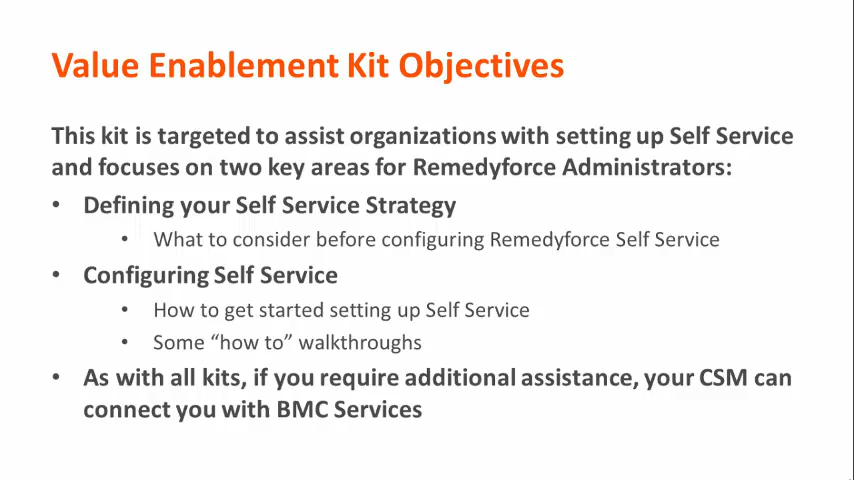 Value Enablement Kit Objectives
This kit is targeted to assist organizations with setting up Self Service
and focuses on two key areas for Remedyforce Administrators:
• Defining your Self Service Strategy
• What to consider before configuring Remedyforce Self Service
• Configuring Self Service
• How to get started setting up Self Service
• Some “how to” walkthroughs
• As with all kits, if you require additional assistance, your CSM can
connect you with BMC Services